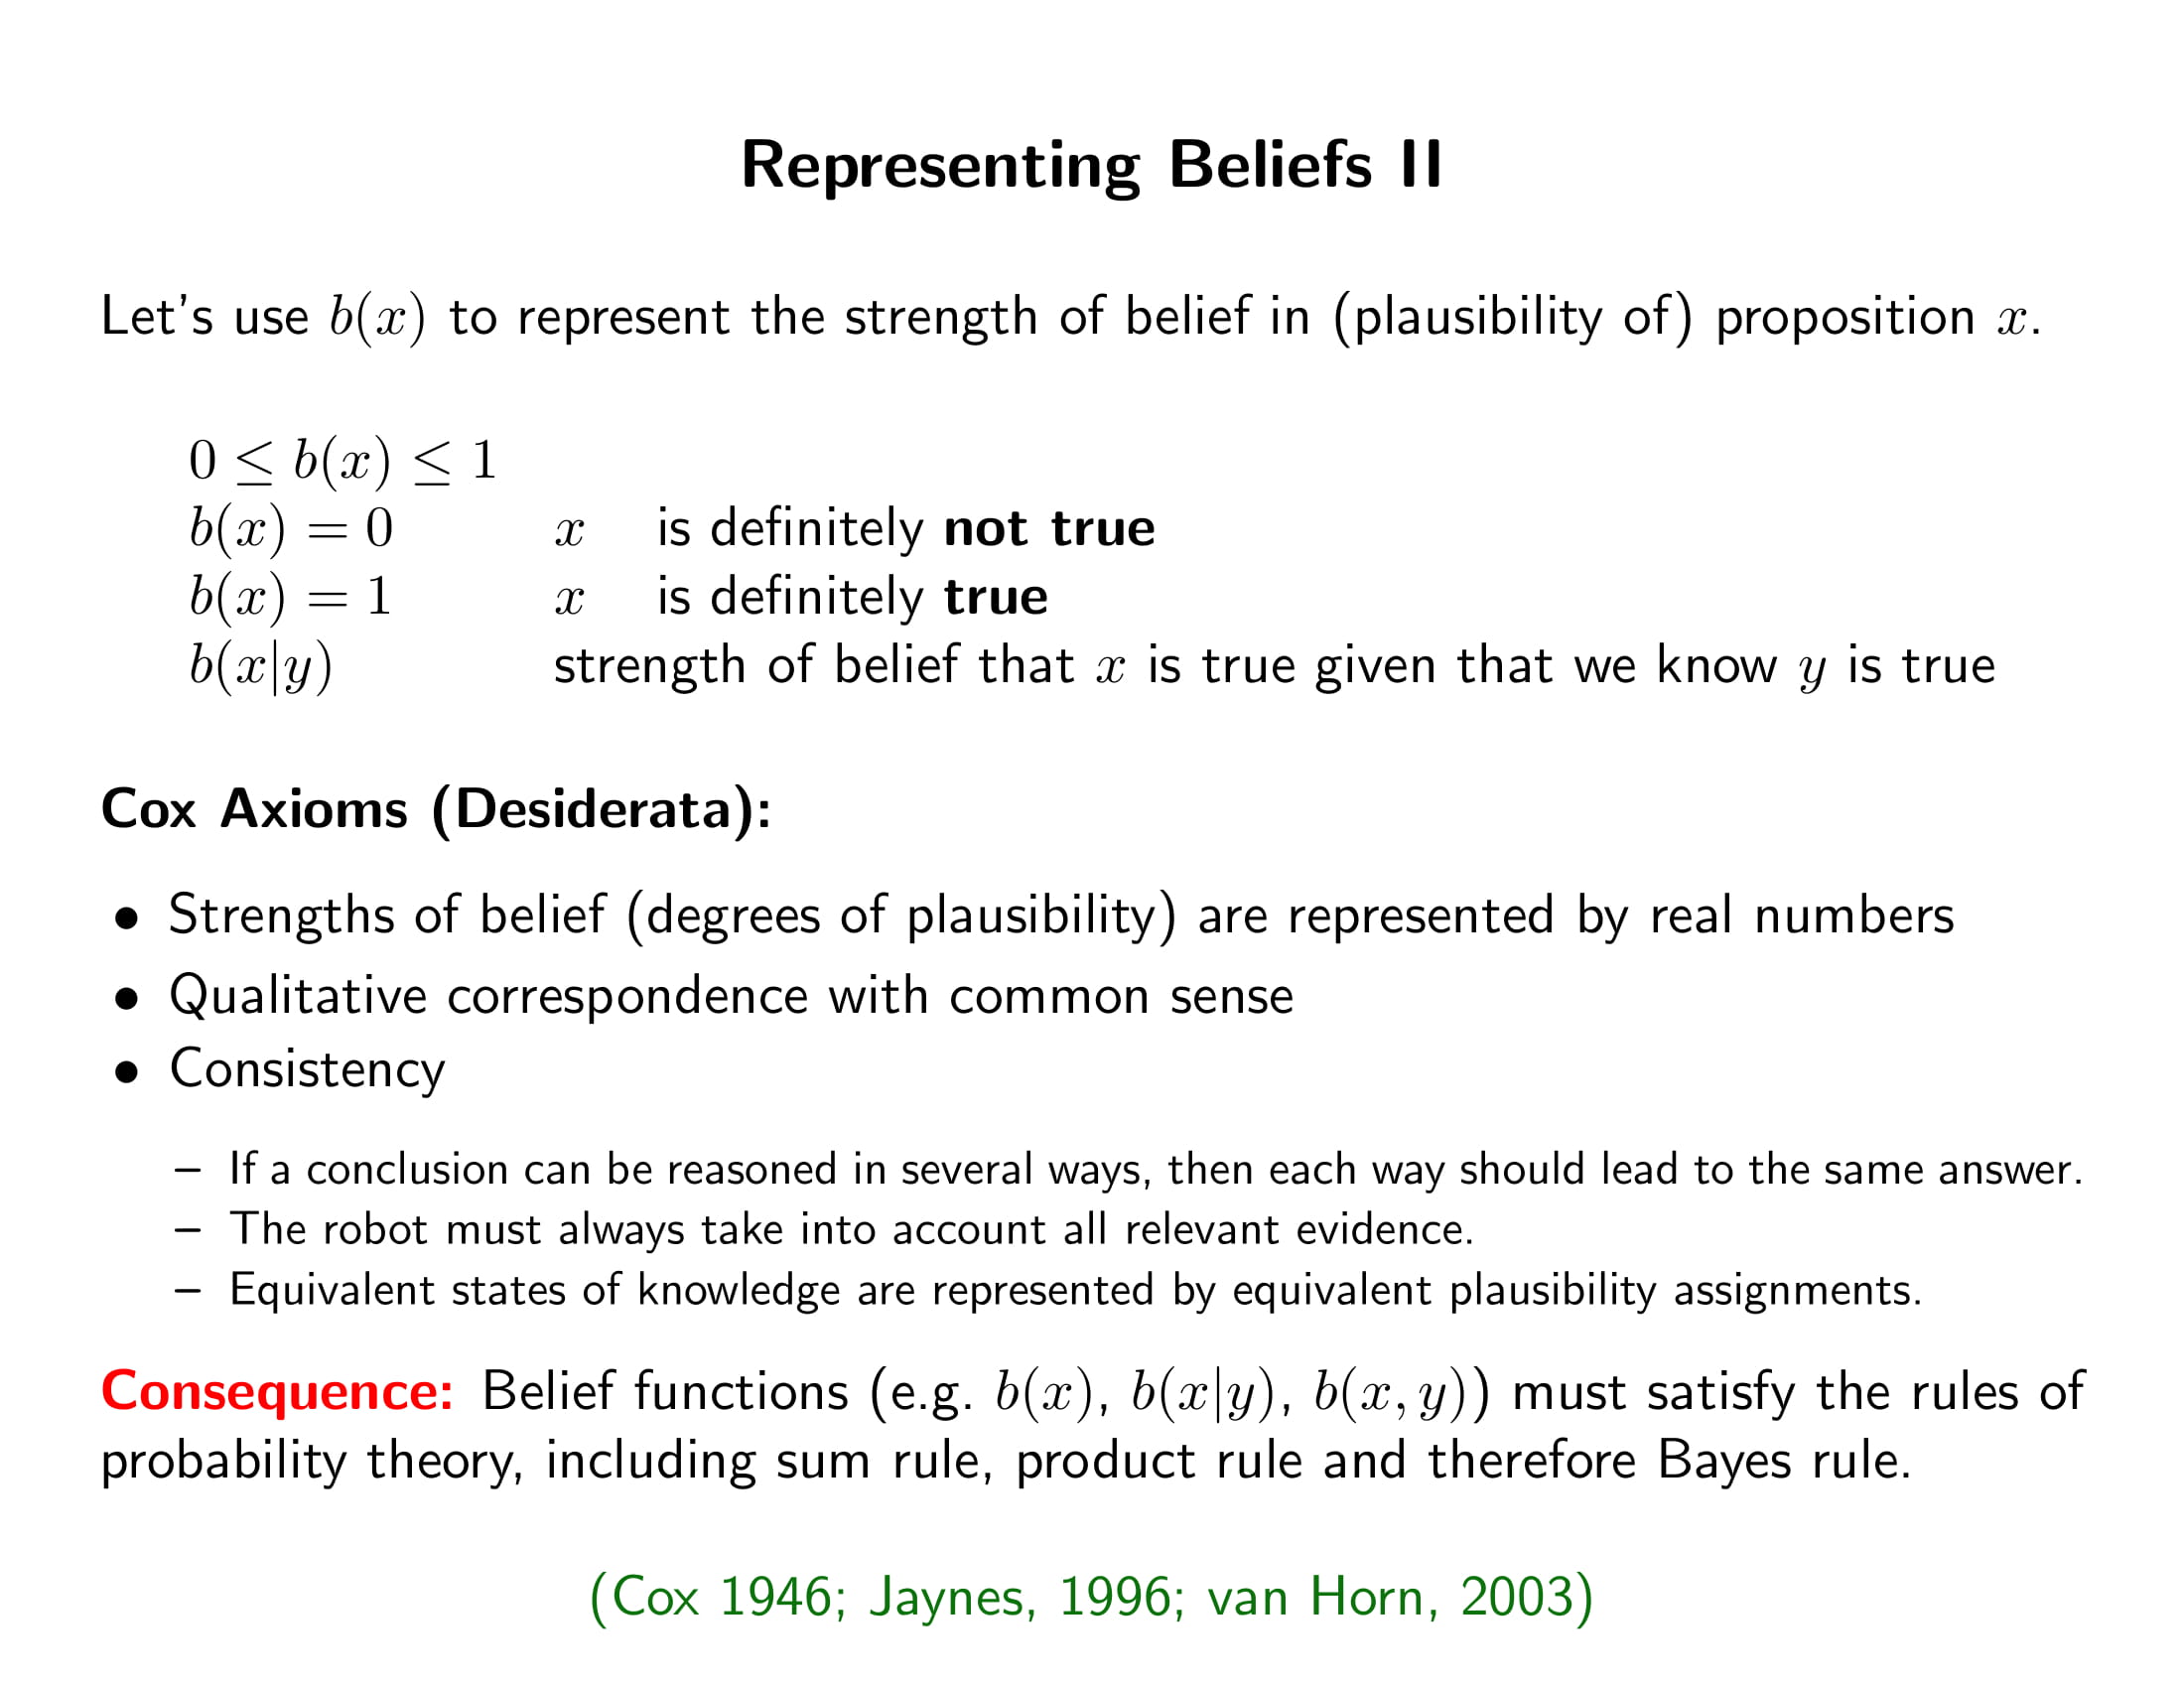 Representing Beliefs II
Let's use b(x) to represent the strength of belief in (plausibility of) proposition x.
0 ≤ b(x) ≤ 1
b(x) = 0 x is definitely not true
b(x) = 1 x is definitely true
b(x|y) strength of belief that x is true given that we know y is true
Cox Axioms (Desiderata):
• Strengths of belief (degrees of plausibility) are represented by real numbers
• Qualitative correspondence with common sense
• Consistency
– If a conclusion can be reasoned in several ways, then each way should lead to the same answer.
– The robot must always take into account all relevant evidence.
– Equivalent states of knowledge are represented by equivalent plausibility assignments.
Consequence: Belief functions (e.g. b(x), b(x|y), b(x, y)) must satisfy the rules of
probability theory, including sum rule, product rule and therefore Bayes rule.
(Cox 1946; Jaynes, 1996; van Horn, 2003)